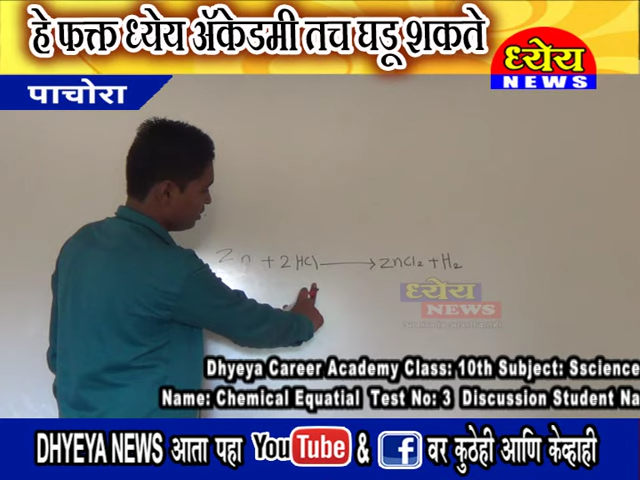 हे फक्त ध्येय अ‍ॅकेडमी तच घडू शकते
ध्येय
NEWS
पाचोरा
Zn + 2HCl → ZnCl₂ + H₂
ध्येय
NEWS
Dhyeya Career Academy Class: 10th Subject: Sscience
Name: Chemical Equatial Test No: 3 Discussion Student Na
DHYEYA NEWS आता पहा YouTube & f वर कुठेही आणि केव्हाही